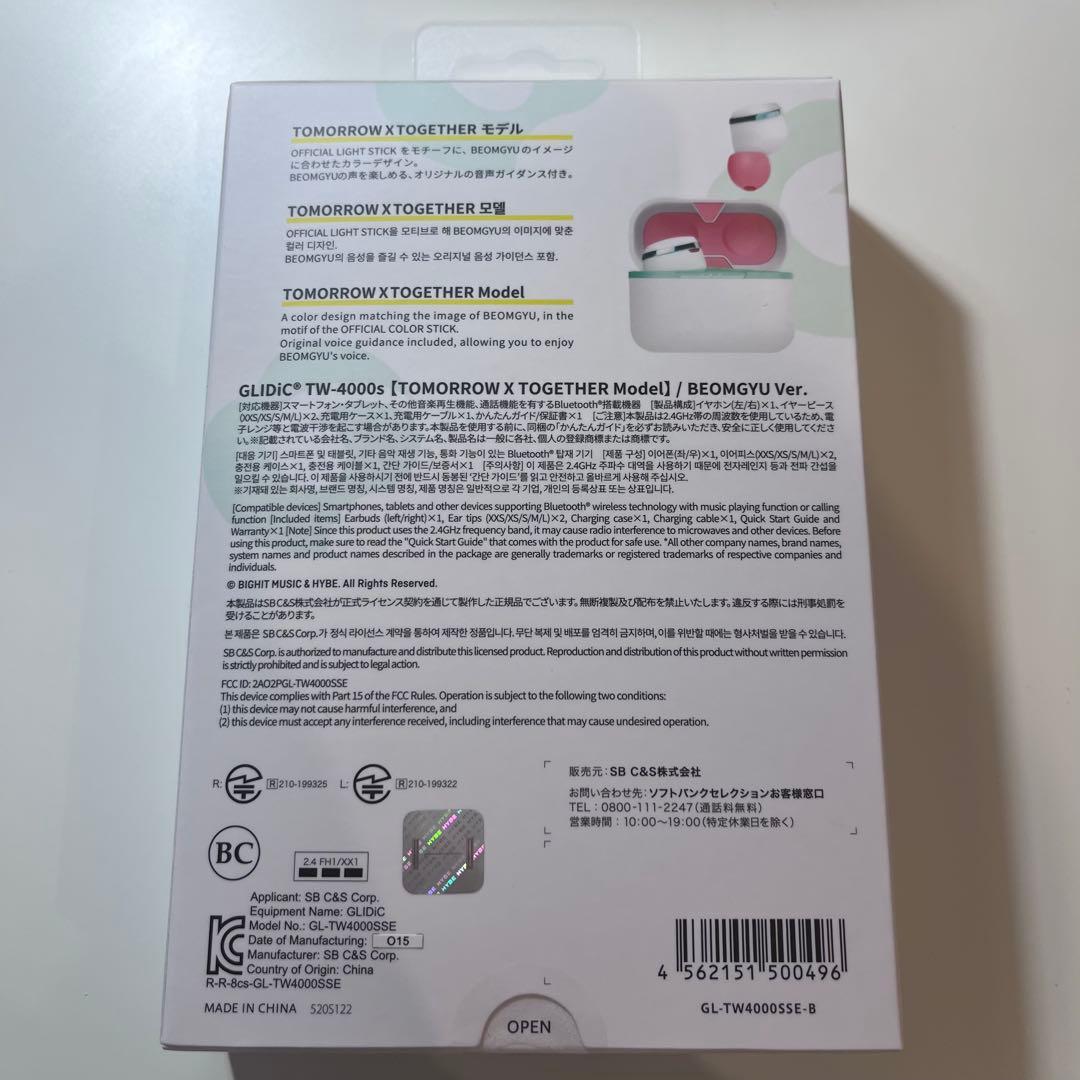 TOMORROW X TOGETHER モデル
OFFICIAL LIGHT STICK をモチーフに、BEOMGYUのイメージ
に合わせたカラーデザイン。
BEOMGYUの声を楽しめる、オリジナルの音声ガイダンス付き。
TOMORROW X TOGETHER 모델
OFFICIAL LIGHT STICK을 모티브로 해 BEOMGYU의 이미지에 맞춘
컬러 디자인.
BEOMGYU의 음성을 즐길 수 있는 오리지널 음성 가이던스 포함.
TOMORROW X TOGETHER Model
A color design matching the image of BEOMGYU, in the
motif of the OFFICIAL COLOR STICK.
Original voice guidance included, allowing you to enjoy
BEOMGYU's voice.
GLIDiC® TW-4000s【TOMORROW X TOGETHER Model】/ BEOMGYU Ver.
[対応機器]スマートフォン・タブレット、その他音楽再生機能、通話機能を有するBluetooth®搭載機器 [製品構成]イヤホン(左/右)×1、イヤーピース
(XXS/XS/S/M/L)×2、充電用ケース×1、充電用ケーブル×1、かんたんガイド/保証書×1 [ご注意]本製品は2.4GHz帯の周波数を使用しているため、電
子レンジ等と電波干渉を起こす場合があります。本製品を使用する前に、同梱の「かんたんガイド」を必ずお読みいただき、安全に正しく使用してくださ
い。※記載されている会社名、ブランド名、システム名、製品名は一般に各社、個人の登録商標または商標です。
[대응 기기] 스마트폰 및 태블릿, 기타 음악 재생 기능, 통화 기능이 있는 Bluetooth® 탑재 기기 [제품 구성] 이어폰(좌/우)×1, 이어피스(XXS/XS/S/M/L)×2,
충전용 케이스×1, 충전용 케이블×1, 간단 가이드/보증서×1 [주의사항] 이 제품은 2.4GHz 주파수 대역을 사용하기 때문에 전자레인지 등과 전파 간섭을
일으킬 수 있습니다. 이 제품을 사용하시기 전에 반드시 동봉된 '간단 가이드'를 읽고 안전하고 올바르게 사용해 주십시오.
※기재돼 있는 회사명, 브랜드 명칭, 시스템 명칭, 제품 명칭은 일반적으로 각 기업, 개인의 등록상표 또는 상표입니다.
[Compatible devices] Smartphones, tablets and other devices supporting Bluetooth® wireless technology with music playing function or calling
function [Included items] Earbuds (left/right)×1, Ear tips (XXS/XS/S/M/L)×2, Charging case×1, Charging cable×1, Quick Start Guide and
Warranty×1 [Note] Since this product uses the 2.4GHz frequency band, it may cause radio interference to microwaves and other devices. Before
using this product, make sure to read the "Quick Start Guide" that comes with the product for safe use. *All other company names, brand names,
system names and product names described in the package are generally trademarks or registered trademarks of respective companies and
individuals.
© BIGHIT MUSIC & HYBE. All Rights Reserved.
本製品はSB C&S株式会社が正式ライセンス契約を通じて製作した正規品でございます。無断複製及び配布を禁止いたします。違反する際には刑事処罰を
受けることがあります。
본 제품은 SB C&S Corp.가 정식 라이선스 계약을 통하여 제작한 정품입니다. 무단 복제 및 배포를 엄격히 금지하며, 이를 위반할 때에는 형사처벌을 받을 수 있습니다.
SB C&S Corp. is authorized to manufacture and distribute this licensed product. Reproduction and distribution of this product without written permission
is strictly prohibited and is subject to legal action.
FCC ID: 2AO2PGL-TW4000SSE
This device complies with Part 15 of the FCC Rules. Operation is subject to the following two conditions:
(1) this device may not cause harmful interference, and
(2) this device must accept any interference received, including interference that may cause undesired operation.
R: R 210-199325 L: R 210-199322
販売元：SB C&S株式会社
お問い合わせ先：ソフトバンクセレクションお客様窓口
TEL：0800-111-2247（通話料無料）
営業時間：10:00～19:00（特定休業日を除く）
BC
2.4 FH1/XX1
HYBE HYBE HYBE
Applicant: SB C&S Corp.
Equipment Name: GLIDiC
Model No.: GL-TW4000SSE
Date of Manufacturing: O15
Manufacturer: SB C&S Corp.
Country of Origin: China
R-R-8cs-GL-TW4000SSE
MADE IN CHINA 520S122
OPEN
4 562151 500496
GL-TW4000SSE-B